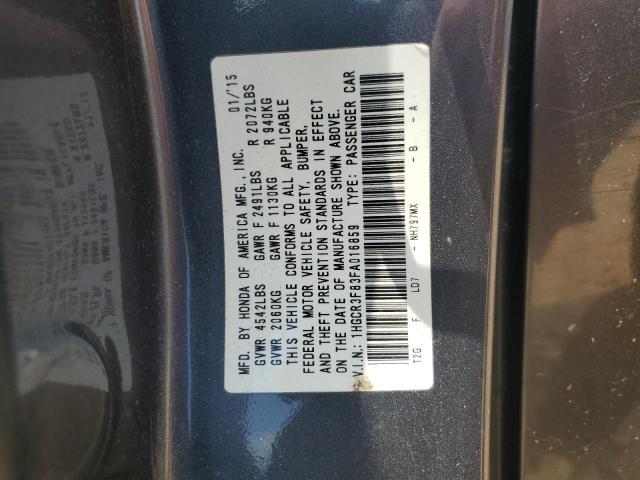 MFD. BY HONDA OF AMERICA MFG., INC. 01/'15
GVWR 4542LBS GAWR F 2491LBS R 2072LBS
GVWR 2060KG GAWR F 1130KG R 940KG
THIS VEHICLE CONFORMS TO ALL APPLICABLE
FEDERAL MOTOR VEHICLE SAFETY, BUMPER,
AND THEFT PREVENTION STANDARDS IN EFFECT
ON THE DATE OF MANUFACTURE SHOWN ABOVE.
V.I.N.: 1HGCR3F83FA016859 TYPE: PASSENGER CAR
T2G F LD7 - NH797MX - B - A